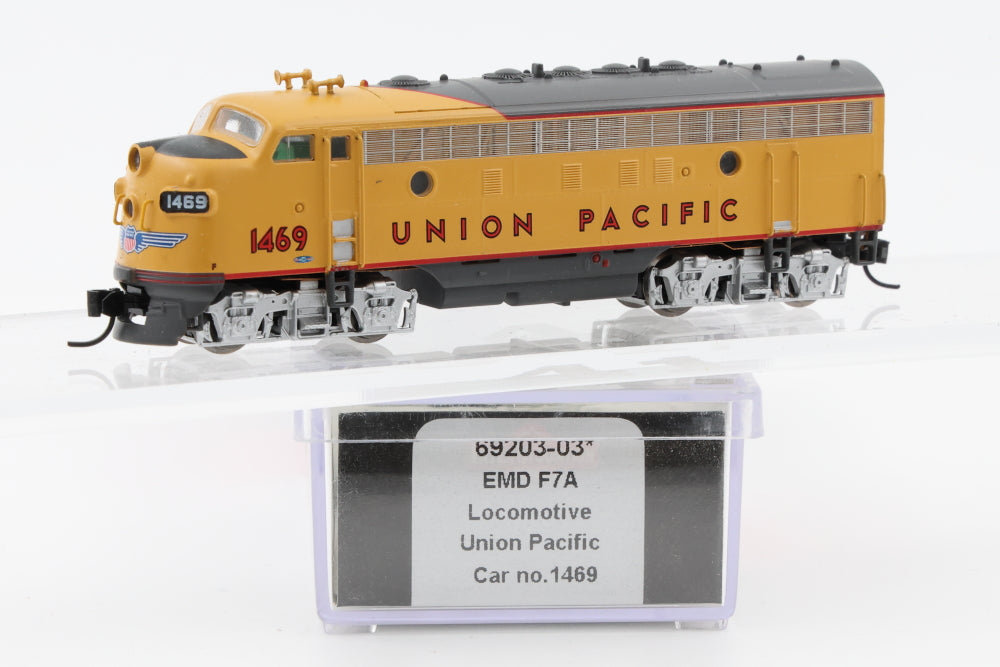 1469
1469
UNION PACIFIC
F
69203-03*
EMD F7A
Locomotive
Union Pacific
Car no.1469